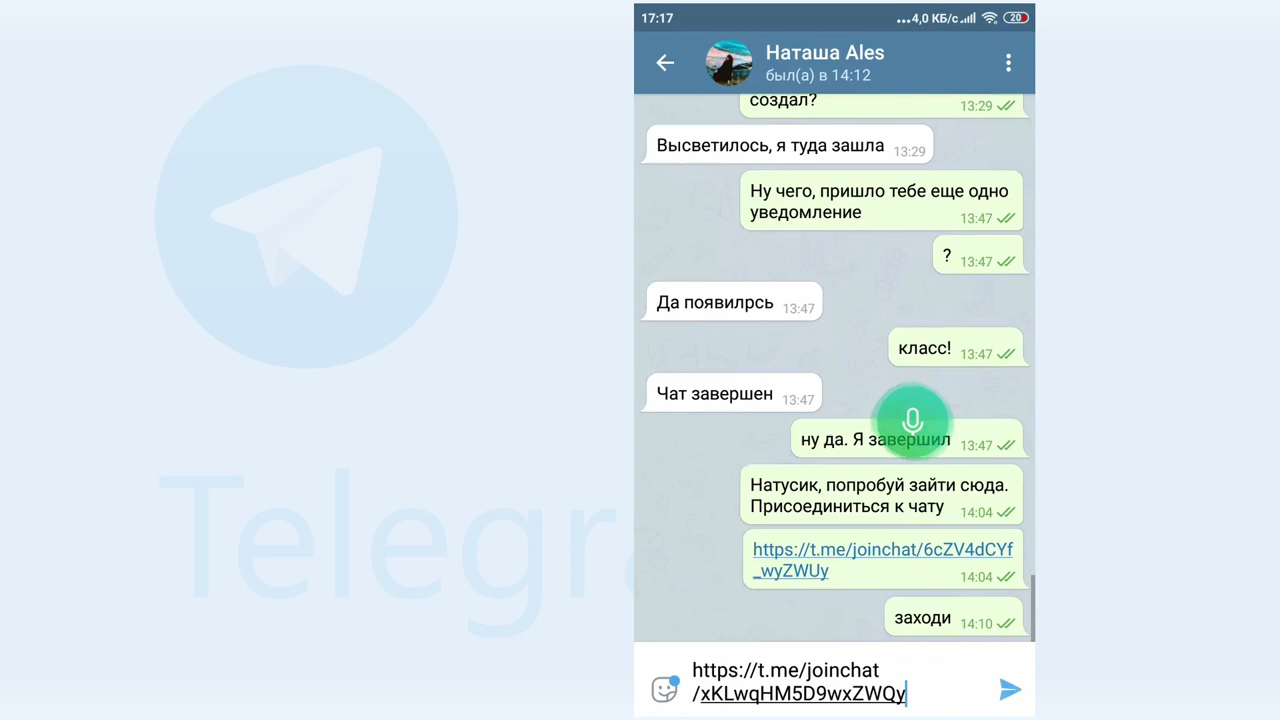 17:17
...4,0 КБ/с
20
Наташа Ales
был(а) в 14:12
создал?
13:29
Высветилось, я туда зашла
13:29
Ну чего, пришло тебе еще одно
уведомление
13:47
?
13:47
Да появилрсь
13:47
класс!
13:47
Чат завершен
13:47
ну да. Я завершил
13:47
Натусик, попробуй зайти сюда.
Присоединиться к чату
14:04
https://t.me/joinchat/6cZV4dCYf
_wyZWUy
14:04
заходи
14:10
https://t.me/joinchat
/xKLwqHM5D9wxZWQy
Telegra